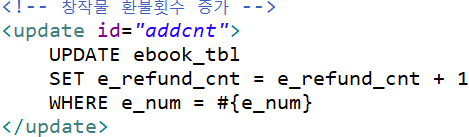 <!-- 창작물 환불횟수 증가 -->
<update id="addcnt">
UPDATE ebook_tbl
SET e_refund_cnt = e_refund_cnt + 1
WHERE e_num = #{e_num}
</update>